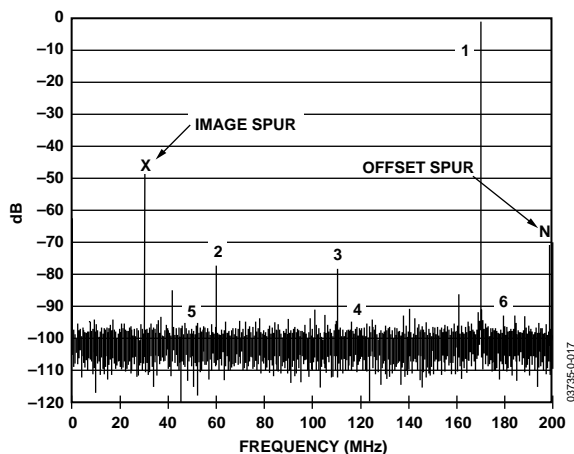 0
–10
–20
–30
–40
–50
–60
–70
–80
–90
–100
–110
–120
dB
1
IMAGE SPUR
X
OFFSET SPUR
N
2
3
5
4
6
0 20 40 60 80 100 120 140 160 180 200
FREQUENCY (MHz)
03735-0-017